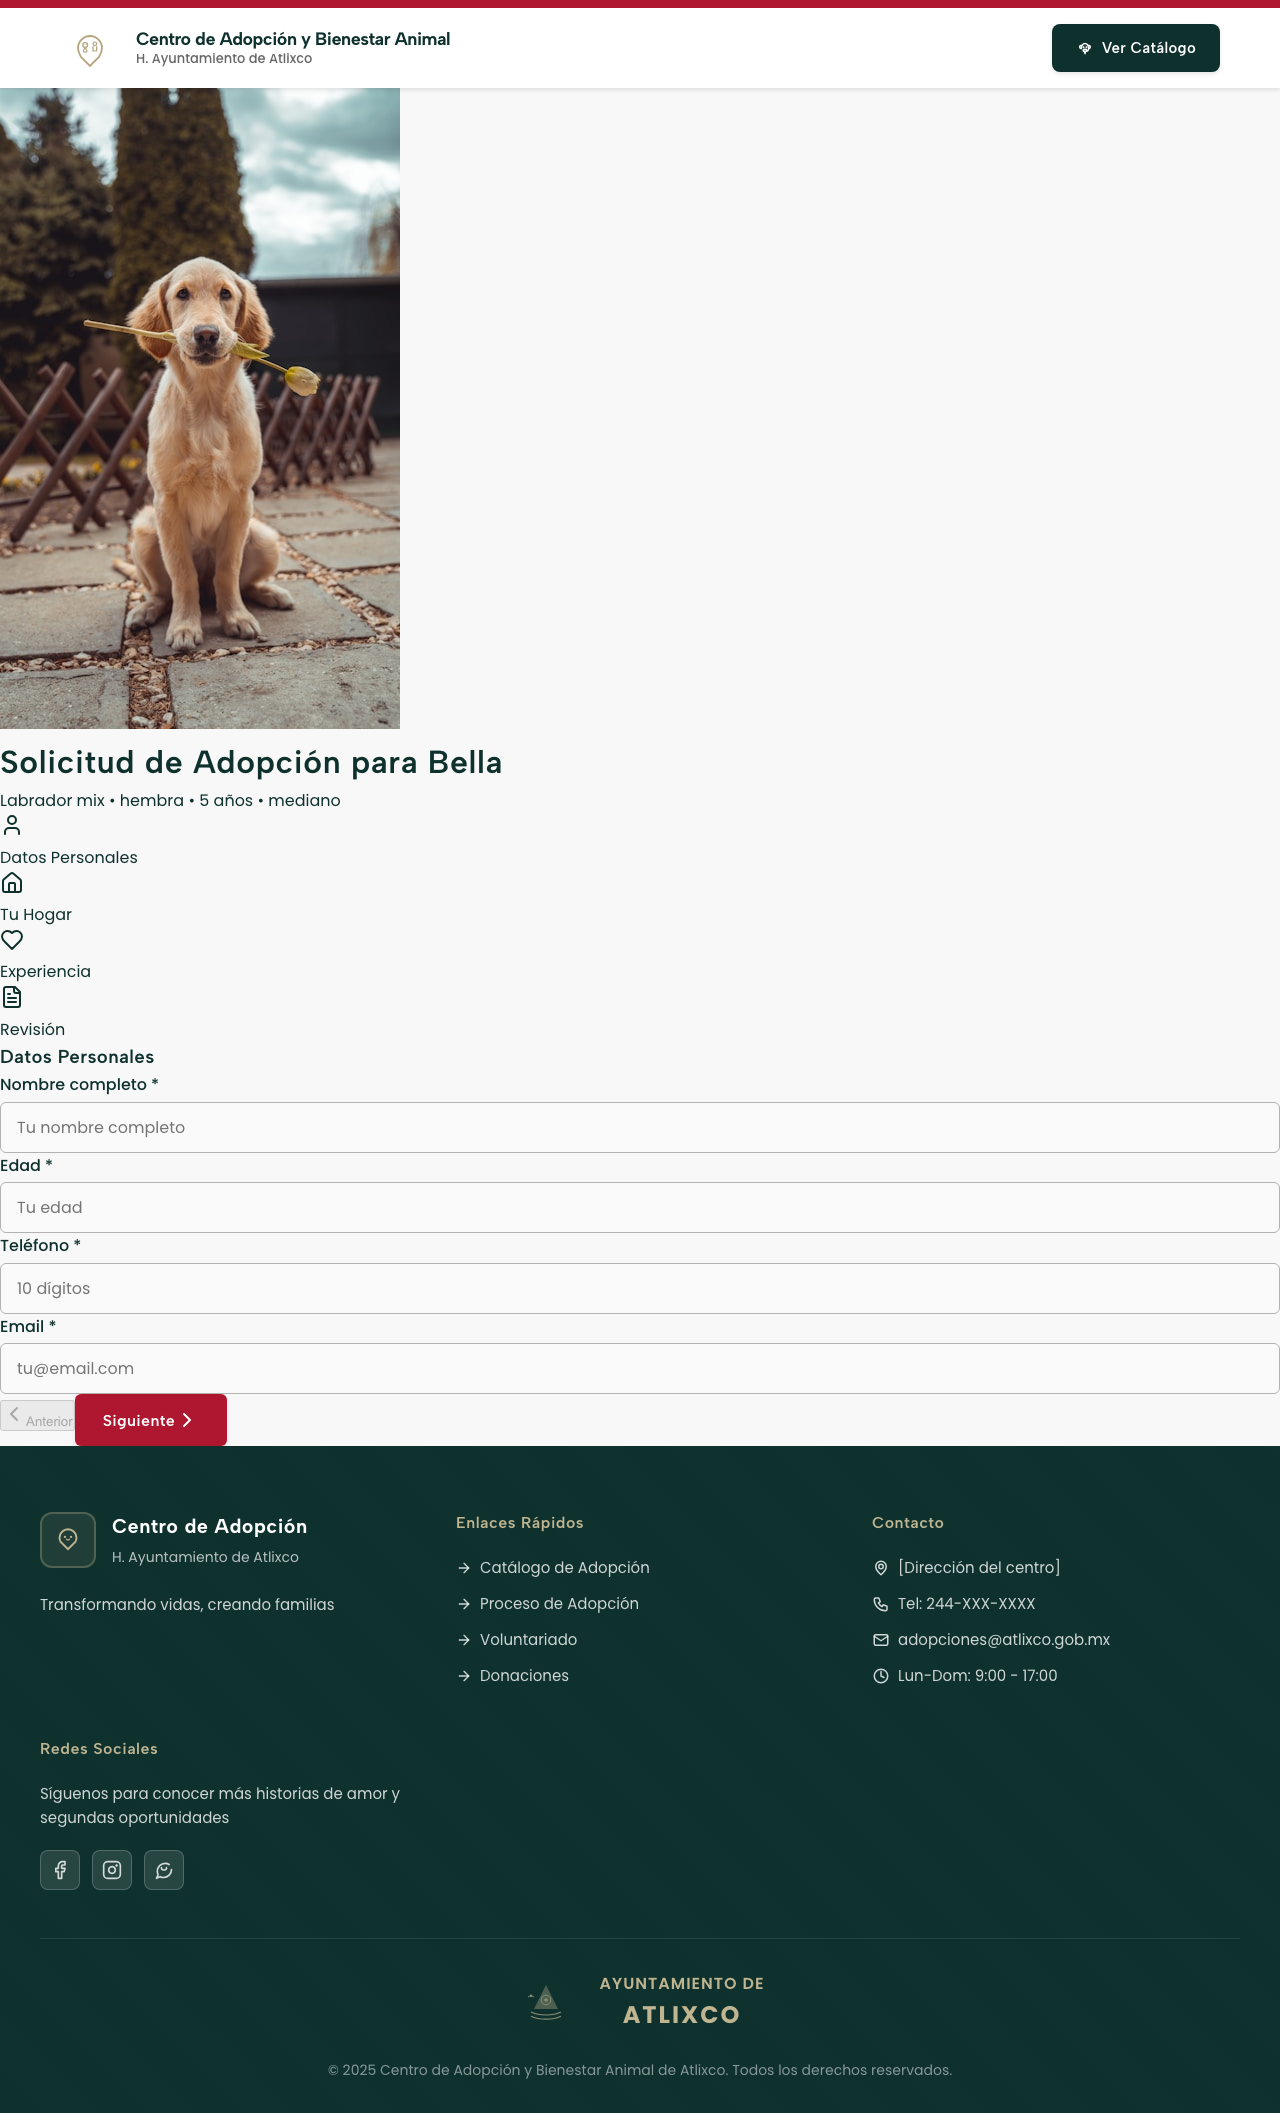 Centro de Adopción y Bienestar Animal
H. Ayuntamiento de Atlixco
Ver Catálogo
Solicitud de Adopción para Bella
Labrador mix • hembra • 5 años • mediano
Datos Personales
Tu Hogar
Experiencia
Revisión
Datos Personales
Nombre completo *
Tu nombre completo
Edad *
Tu edad
Teléfono *
10 dígitos
Email *
tu@email.com
Anterior
Siguiente
Centro de Adopción
H. Ayuntamiento de Atlixco
Transformando vidas, creando familias
Enlaces Rápidos
Catálogo de Adopción
Proceso de Adopción
Voluntariado
Donaciones
Contacto
[Dirección del centro]
Tel: 244-XXX-XXXX
adopciones@atlixco.gob.mx
Lun-Dom: 9:00 - 17:00
Redes Sociales
Síguenos para conocer más historias de amor y
segundas oportunidades
AYUNTAMIENTO DE
ATLIXCO
© 2025 Centro de Adopción y Bienestar Animal de Atlixco. Todos los derechos reservados.